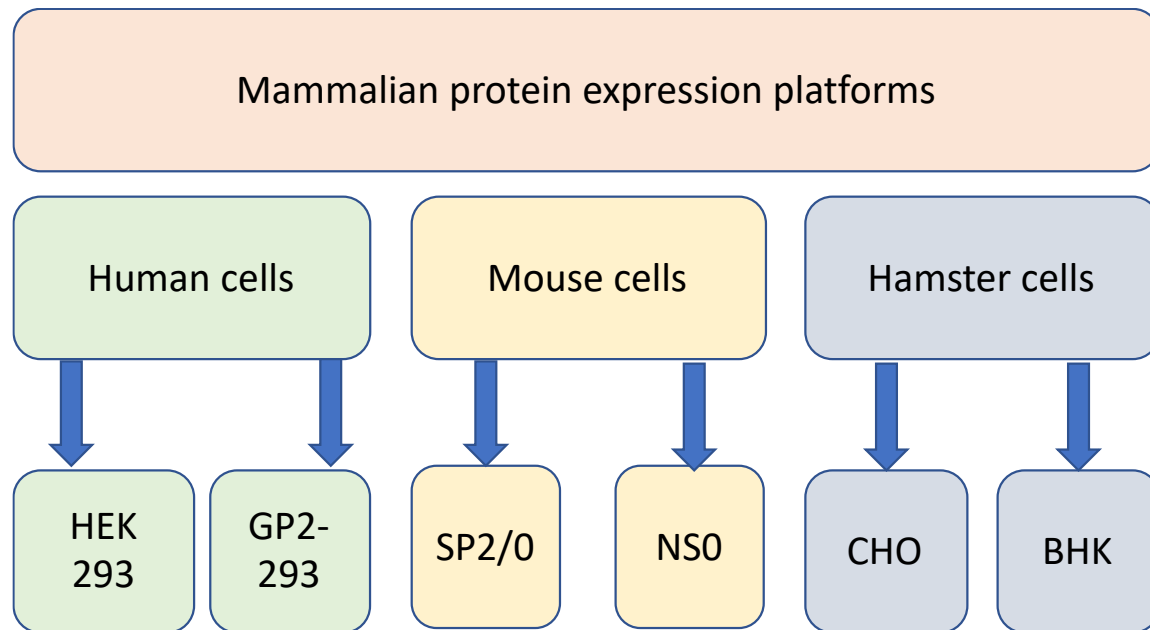 Mammalian protein expression platforms
Human cells
Mouse cells
Hamster cells
HEK
293
GP2-
293
SP2/0
NS0
CHO
BHK